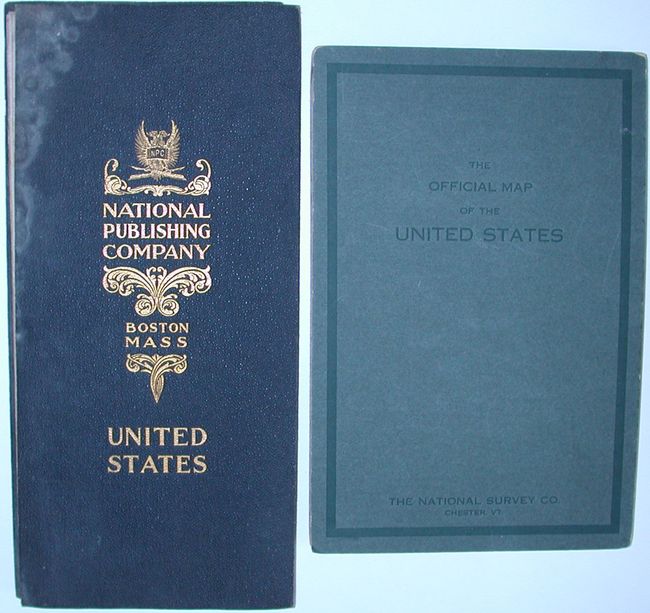 NPC
NATIONAL
PUBLISHING
COMPANY
BOSTON
MASS
UNITED
STATES
THE
OFFICIAL MAP
OF THE
UNITED STATES
THE NATIONAL SURVEY CO.
CHESTER, VT.